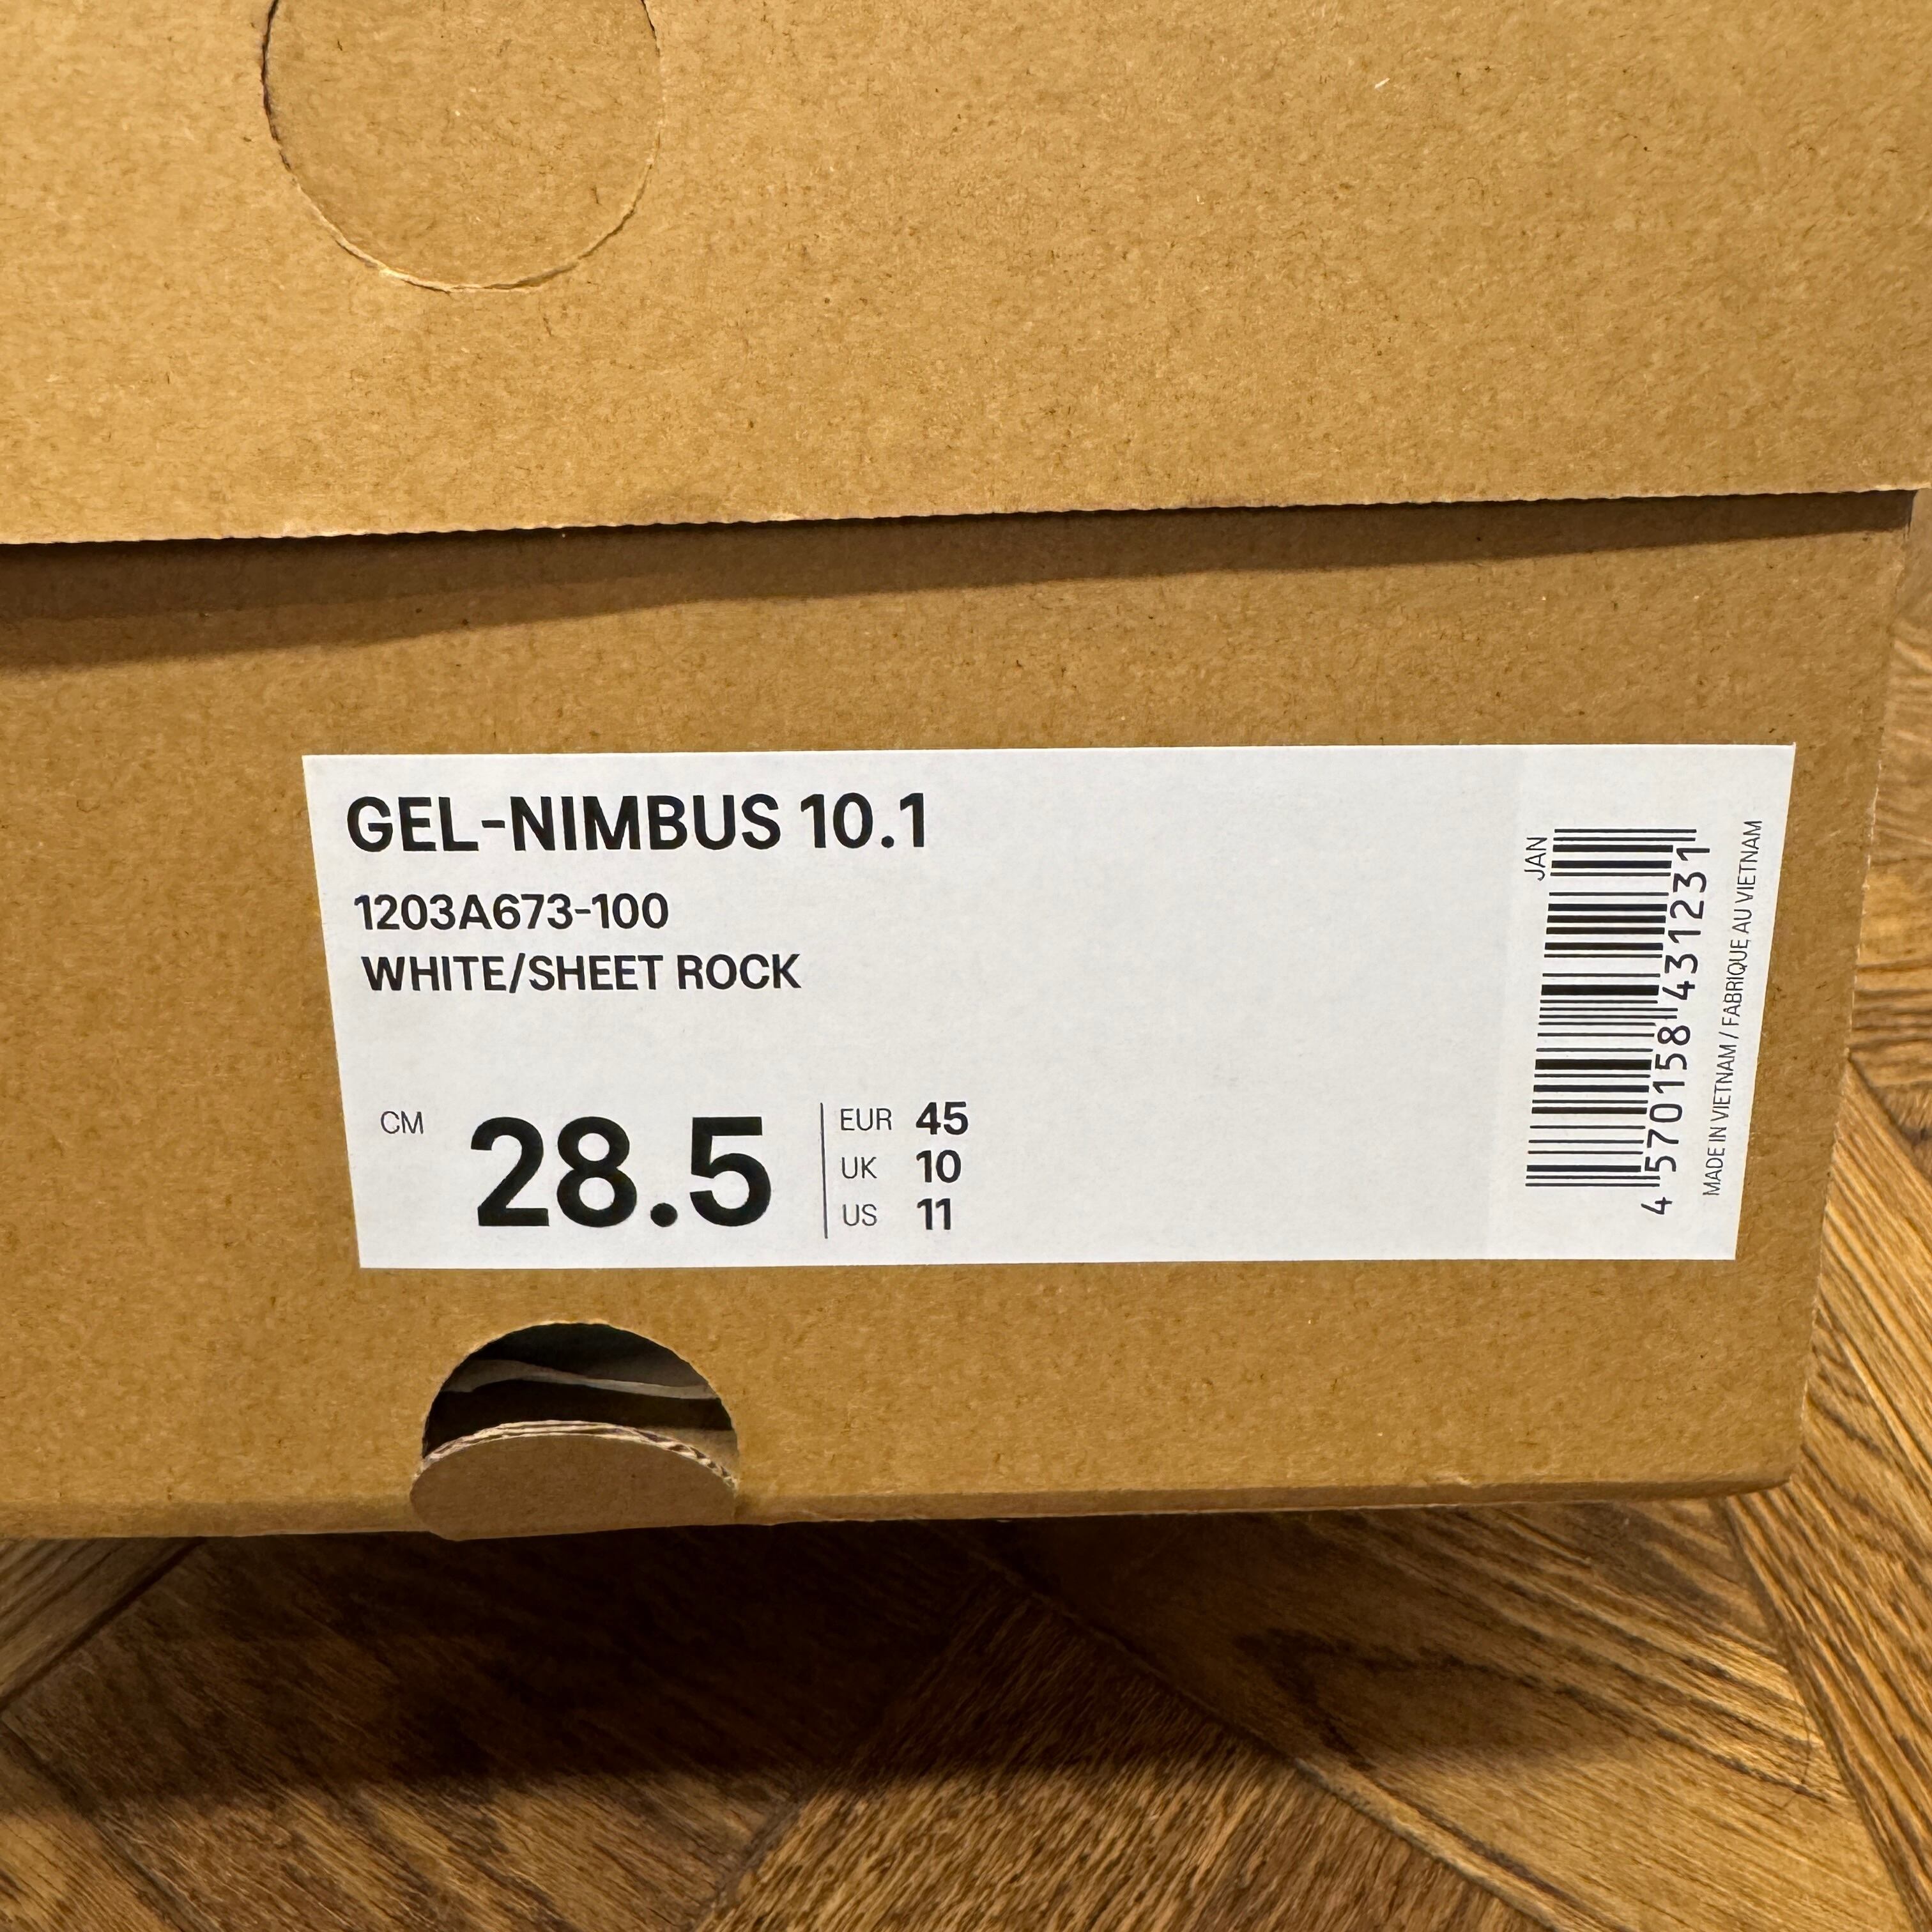 GEL-NIMBUS 10.1
1203A673-100
WHITE/SHEET ROCK
CM 28.5
EUR 45
UK 10
US 11
JAN
4 570158 431231
MADE IN VIETNAM / FABRIQUE AU VIETNAM